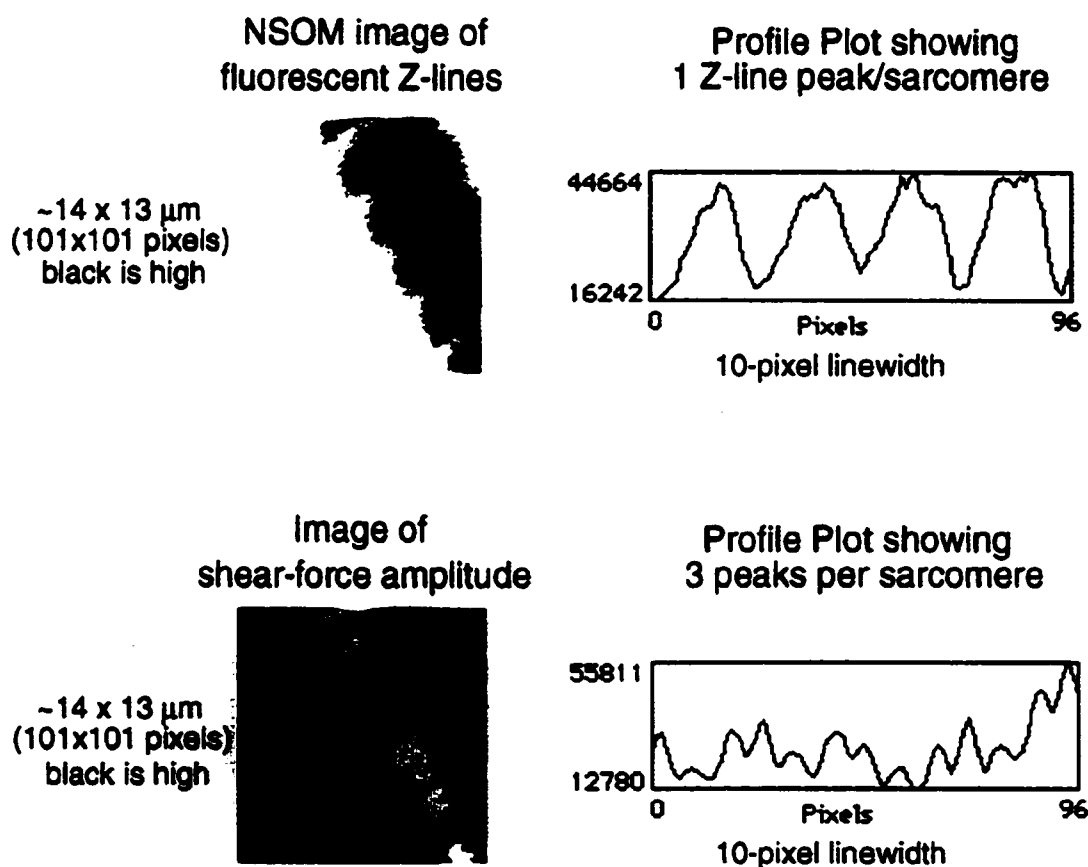 NSOM image of
fluorescent Z-lines
Profile Plot showing
1 Z-line peak/sarcomere
~14 x 13 μm
(101x101 pixels)
black is high
44664
16242
0
Pixels
96
10-pixel linewidth
Image of
shear-force amplitude
Profile Plot showing
3 peaks per sarcomere
~14 x 13 μm
(101x101 pixels)
black is high
55811
12780
0
Pixels
96
10-pixel linewidth